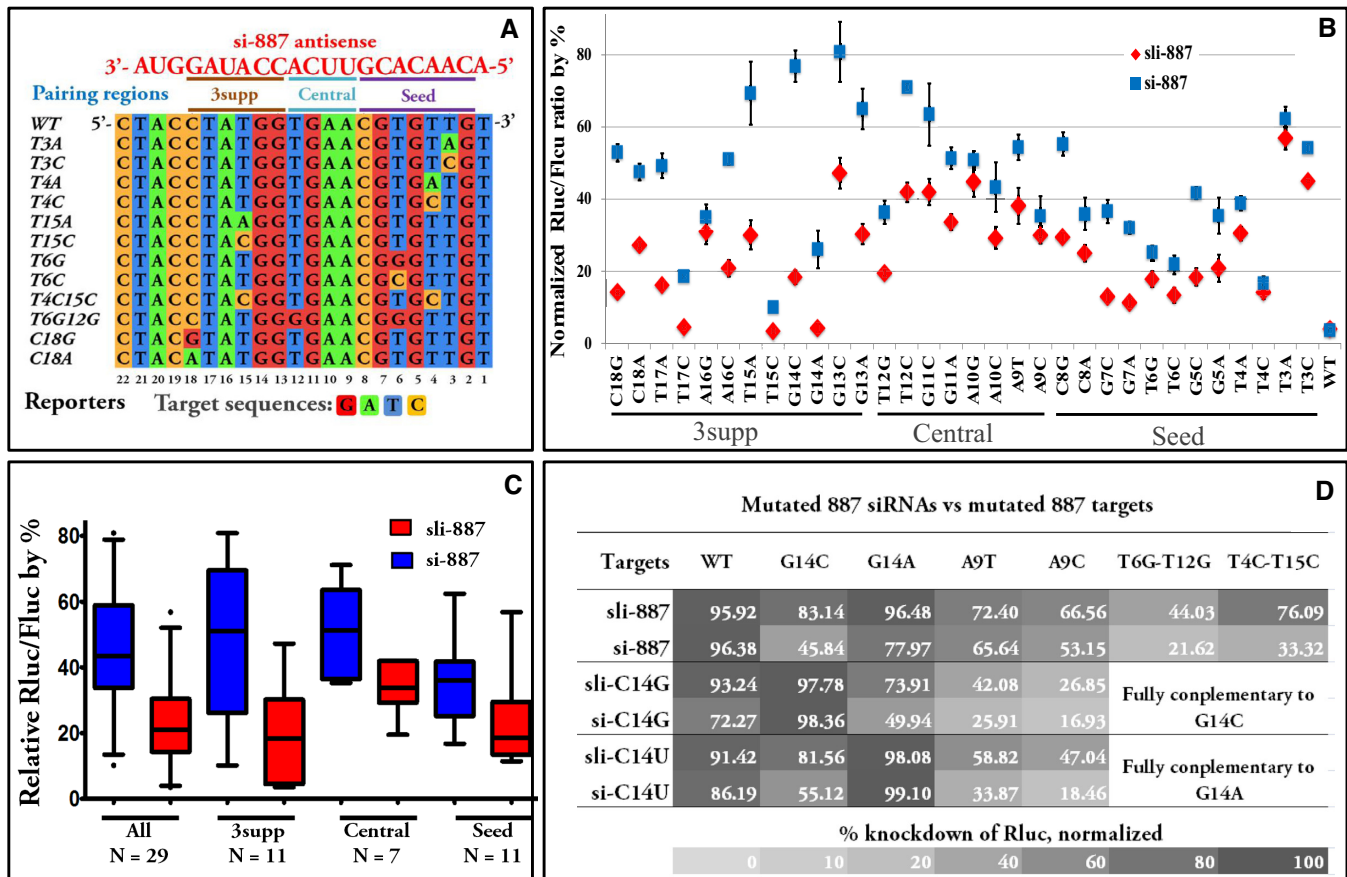 A
si-887 antisense
3'- AUGGAUACCACUUGCACAACA-5'
Pairing regions 3supp Central Seed
WT 5'- C T A C C T A T G G T G A A C G T G T T G T -3'
T3A C T A C C T A T G G T G A A C G T G T A G T
T3C C T A C C T A T G G T G A A C G T G T C G T
T4A C T A C C T A T G G T G A A C G T G A T G T
T4C C T A C C T A T G G T G A A C G T G C T G T
T15A C T A C C T A A G G T G A A C G T G T T G T
T15C C T A C C T A C G G T G A A C G T G T T G T
T6G C T A C C T A T G G T G A A C G G G T T G T
T6C C T A C C T A T G G T G A A C G C G T T G T
T4C15C C T A C C T A C G G T G A A C G T G C T G T
T6G12G C T A C C T A T G G G G A A C G G G T T G T
C18G C T A C G T A T G G T G A A C G T G T T G T
C18A C T A C A T A T G G T G A A C G T G T T G T
22 21 20 19 18 17 16 15 14 13 12 11 10 9 8 7 6 5 4 3 2 1
Reporters Target sequences: G A T C
B
Normalized Rluc/Flcu ratio by %
80
60
40
20
0
sli-887
si-887
C18G C18A T17A T17C A16G A16C T15A T15C G14C G14A G13C G13A T12G T12C G11C G11A A10G A10C A9T A9C C8G C8A G7C G7A T6G T6C G5C G5A T4A T4C T3A T3C WT
3supp Central Seed
C
Relative Rluc/Fluc by %
80
60
40
20
0
sli-887
si-887
All 3supp Central Seed
N = 29 N = 11 N = 7 N = 11
D
Mutated 887 siRNAs vs mutated 887 targets
Targets WT G14C G14A A9T A9C T6G-T12G T4C-T15C
sli-887 95.92 83.14 96.48 72.40 66.56 44.03 76.09
si-887 96.38 45.84 77.97 65.64 53.15 21.62 33.32
sli-C14G 93.24 97.78 73.91 42.08 26.85
si-C14G 72.27 98.36 49.94 25.91 16.93
Fully conplementary to
G14C
sli-C14U 91.42 81.56 98.08 58.82 47.04
si-C14U 86.19 55.12 99.10 33.87 18.46
Fully complementary to
G14A
% knockdown of Rluc, normalized
0 10 20 40 60 80 100